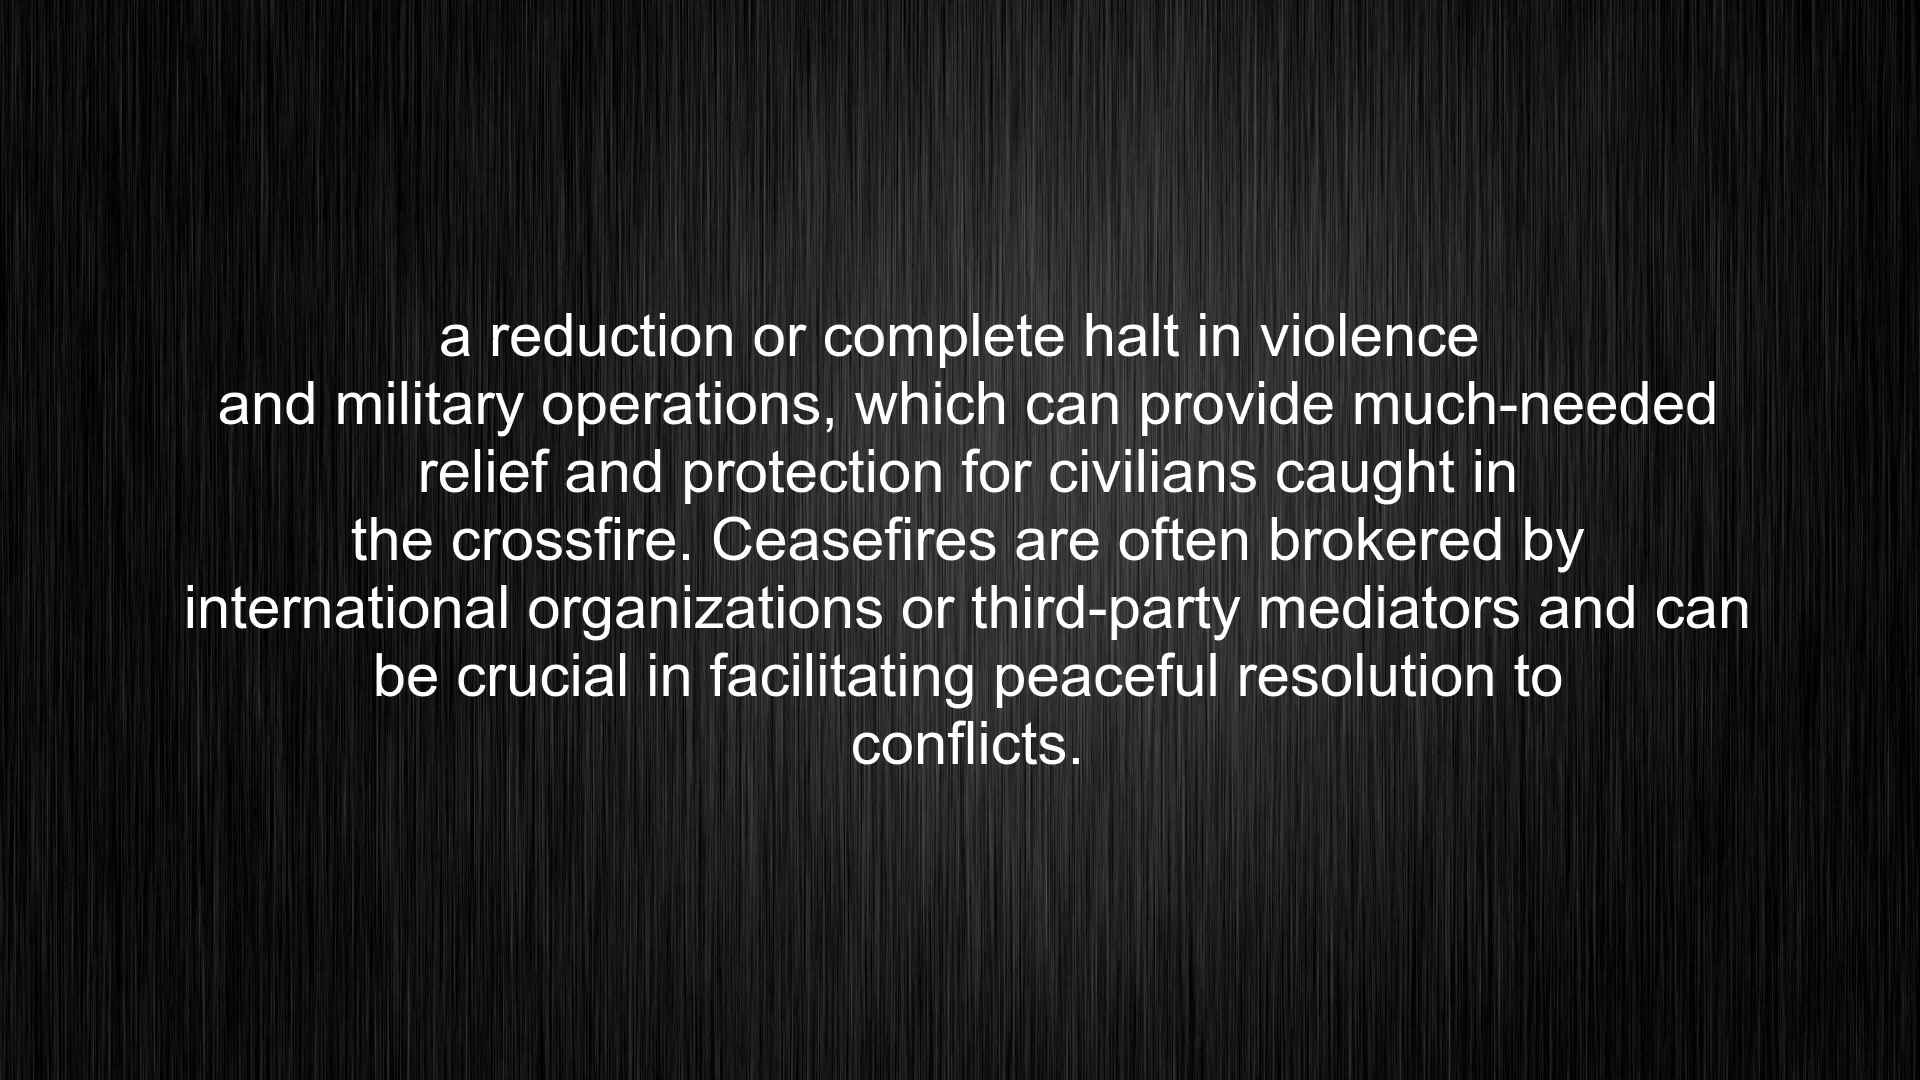 a reduction or complete halt in violence
and military operations, which can provide much-needed
relief and protection for civilians caught in
the crossfire. Ceasefires are often brokered by
international organizations or third-party mediators and can
be crucial in facilitating peaceful resolution to
conflicts.